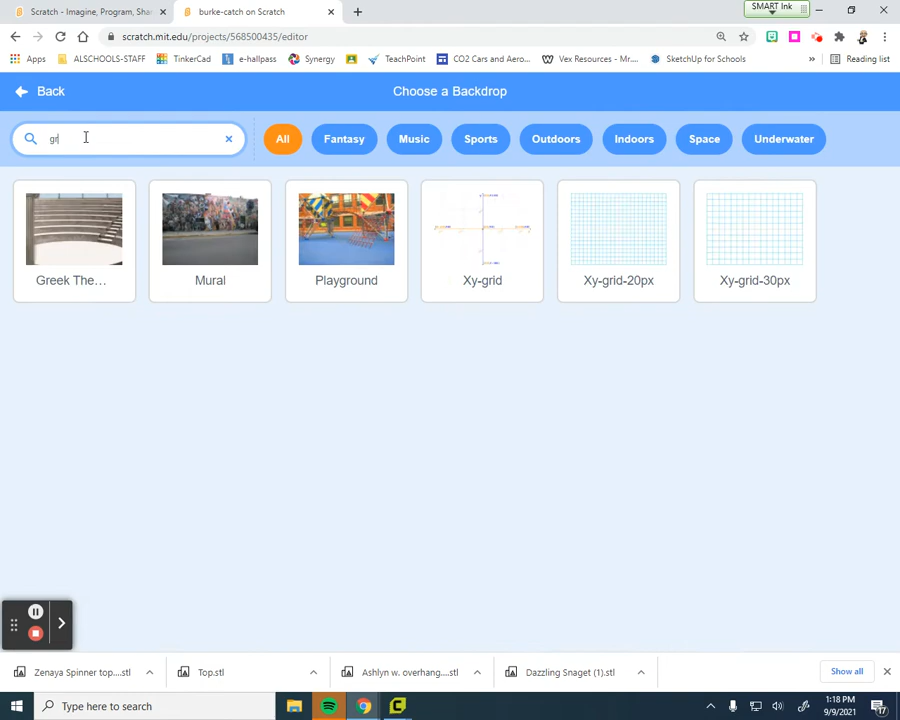 SMART Ink
Scratch - Imagine, Program, Shar
burke-catch on Scratch
scratch.mit.edu/projects/568500435/editor
Apps
ALSCHOOLS-STAFF
TinkerCad
e-hallpass
Synergy
TeachPoint
CO2 Cars and Aero...
Vex Resources - Mr....
SketchUp for Schools
»
Reading list
Back
Choose a Backdrop
gr
All
Fantasy
Music
Sports
Outdoors
Indoors
Space
Underwater
Greek The...
Mural
Playground
Xy-grid
Xy-grid-20px
Xy-grid-30px
Zenaya Spinner top....stl
Top.stl
Ashlyn w. overhang....stl
Dazzling Snaget (1).stl
Show all
Type here to search
1:18 PM
9/9/2021
17